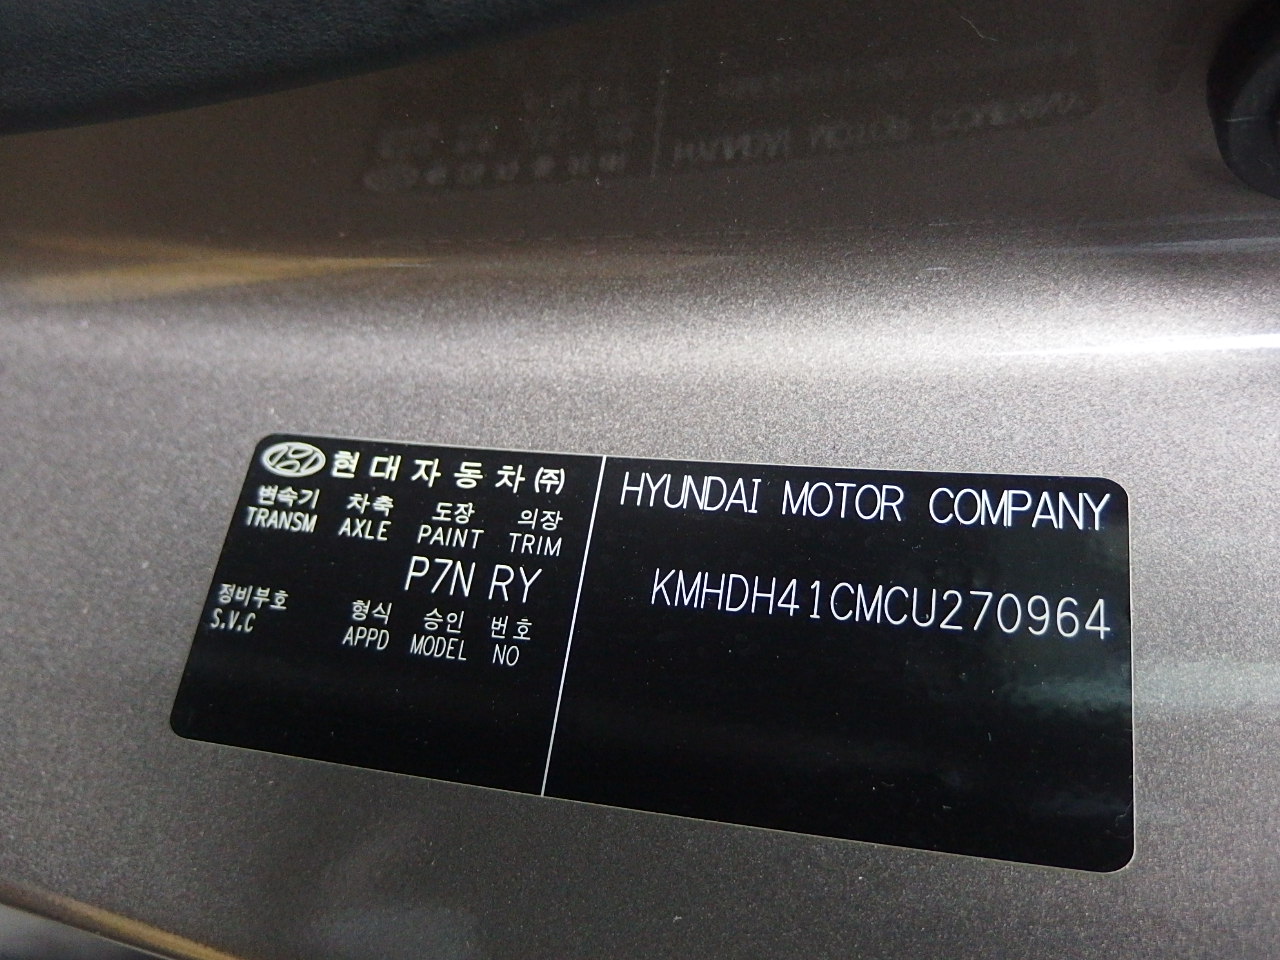 현대자동차㈜
변속기 차축 도장 의장
TRANSM AXLE PAINT TRIM
P7N RY
정비부호 형식 승인 번호
S.V.C APPD MODEL NO
HYUNDAI MOTOR COMPANY
KMHDH41CMCU270964